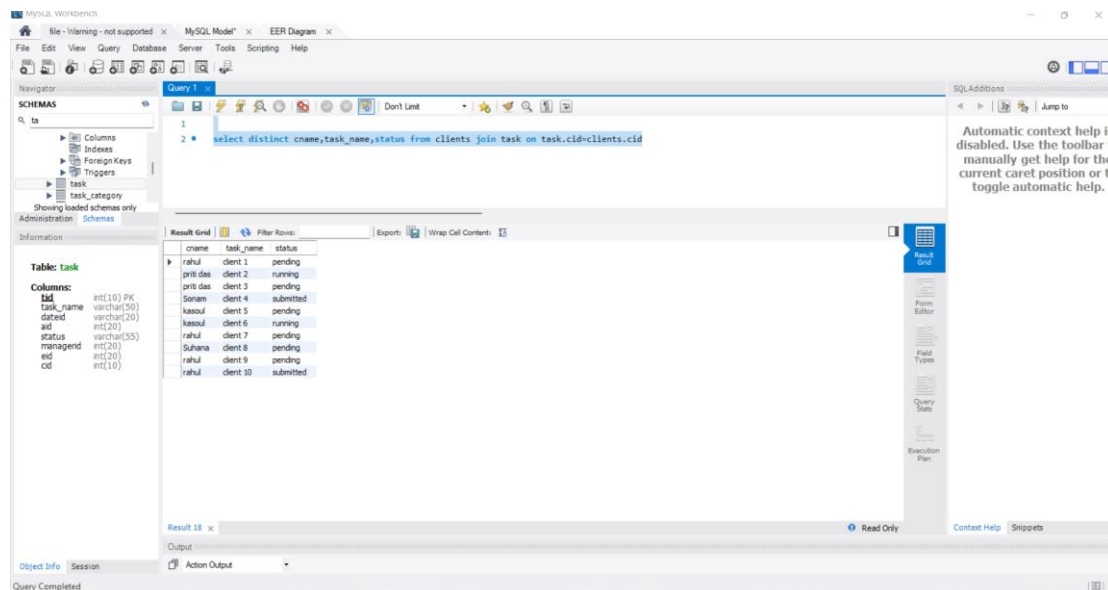 MySQL Workbench
file - Warning - not supported × MySQL Model* × EER Diagram ×
File Edit View Query Database Server Tools Scripting Help
Navigator
SCHEMAS
ta
Columns
Indexes
Foreign Keys
Triggers
task
task_category
Showing loaded schemas only
Administration Schemas
Information
Table: task
Columns:
tid int(10) PK
task_name varchar(50)
dateid varchar(20)
aid int(20)
status varchar(55)
managerid int(20)
eid int(20)
cid int(10)
Object Info Session
Query Completed
Query 1 ×
Don't Limit
1
2 select distinct cname,task_name,status from clients join task on task.cid=clients.cid
Result Grid Filter Rows: Export: Wrap Cell Content:
cname task_name status
rahul client 1 pending
priti das client 2 running
priti das client 3 pending
Sonam client 4 submitted
kasoul client 5 pending
kasoul client 6 running
rahul client 7 pending
Suhana client 8 pending
rahul client 9 pending
rahul client 10 submitted
Result
Grid
Form
Editor
Field
Types
Query
Stats
Execution
Plan
Result 18 × Read Only
Output
Action Output
SQLAdditions
Jump to
Automatic context help i
disabled. Use the toolbar
manually get help for the
current caret position or t
toggle automatic help.
Context Help Snippets